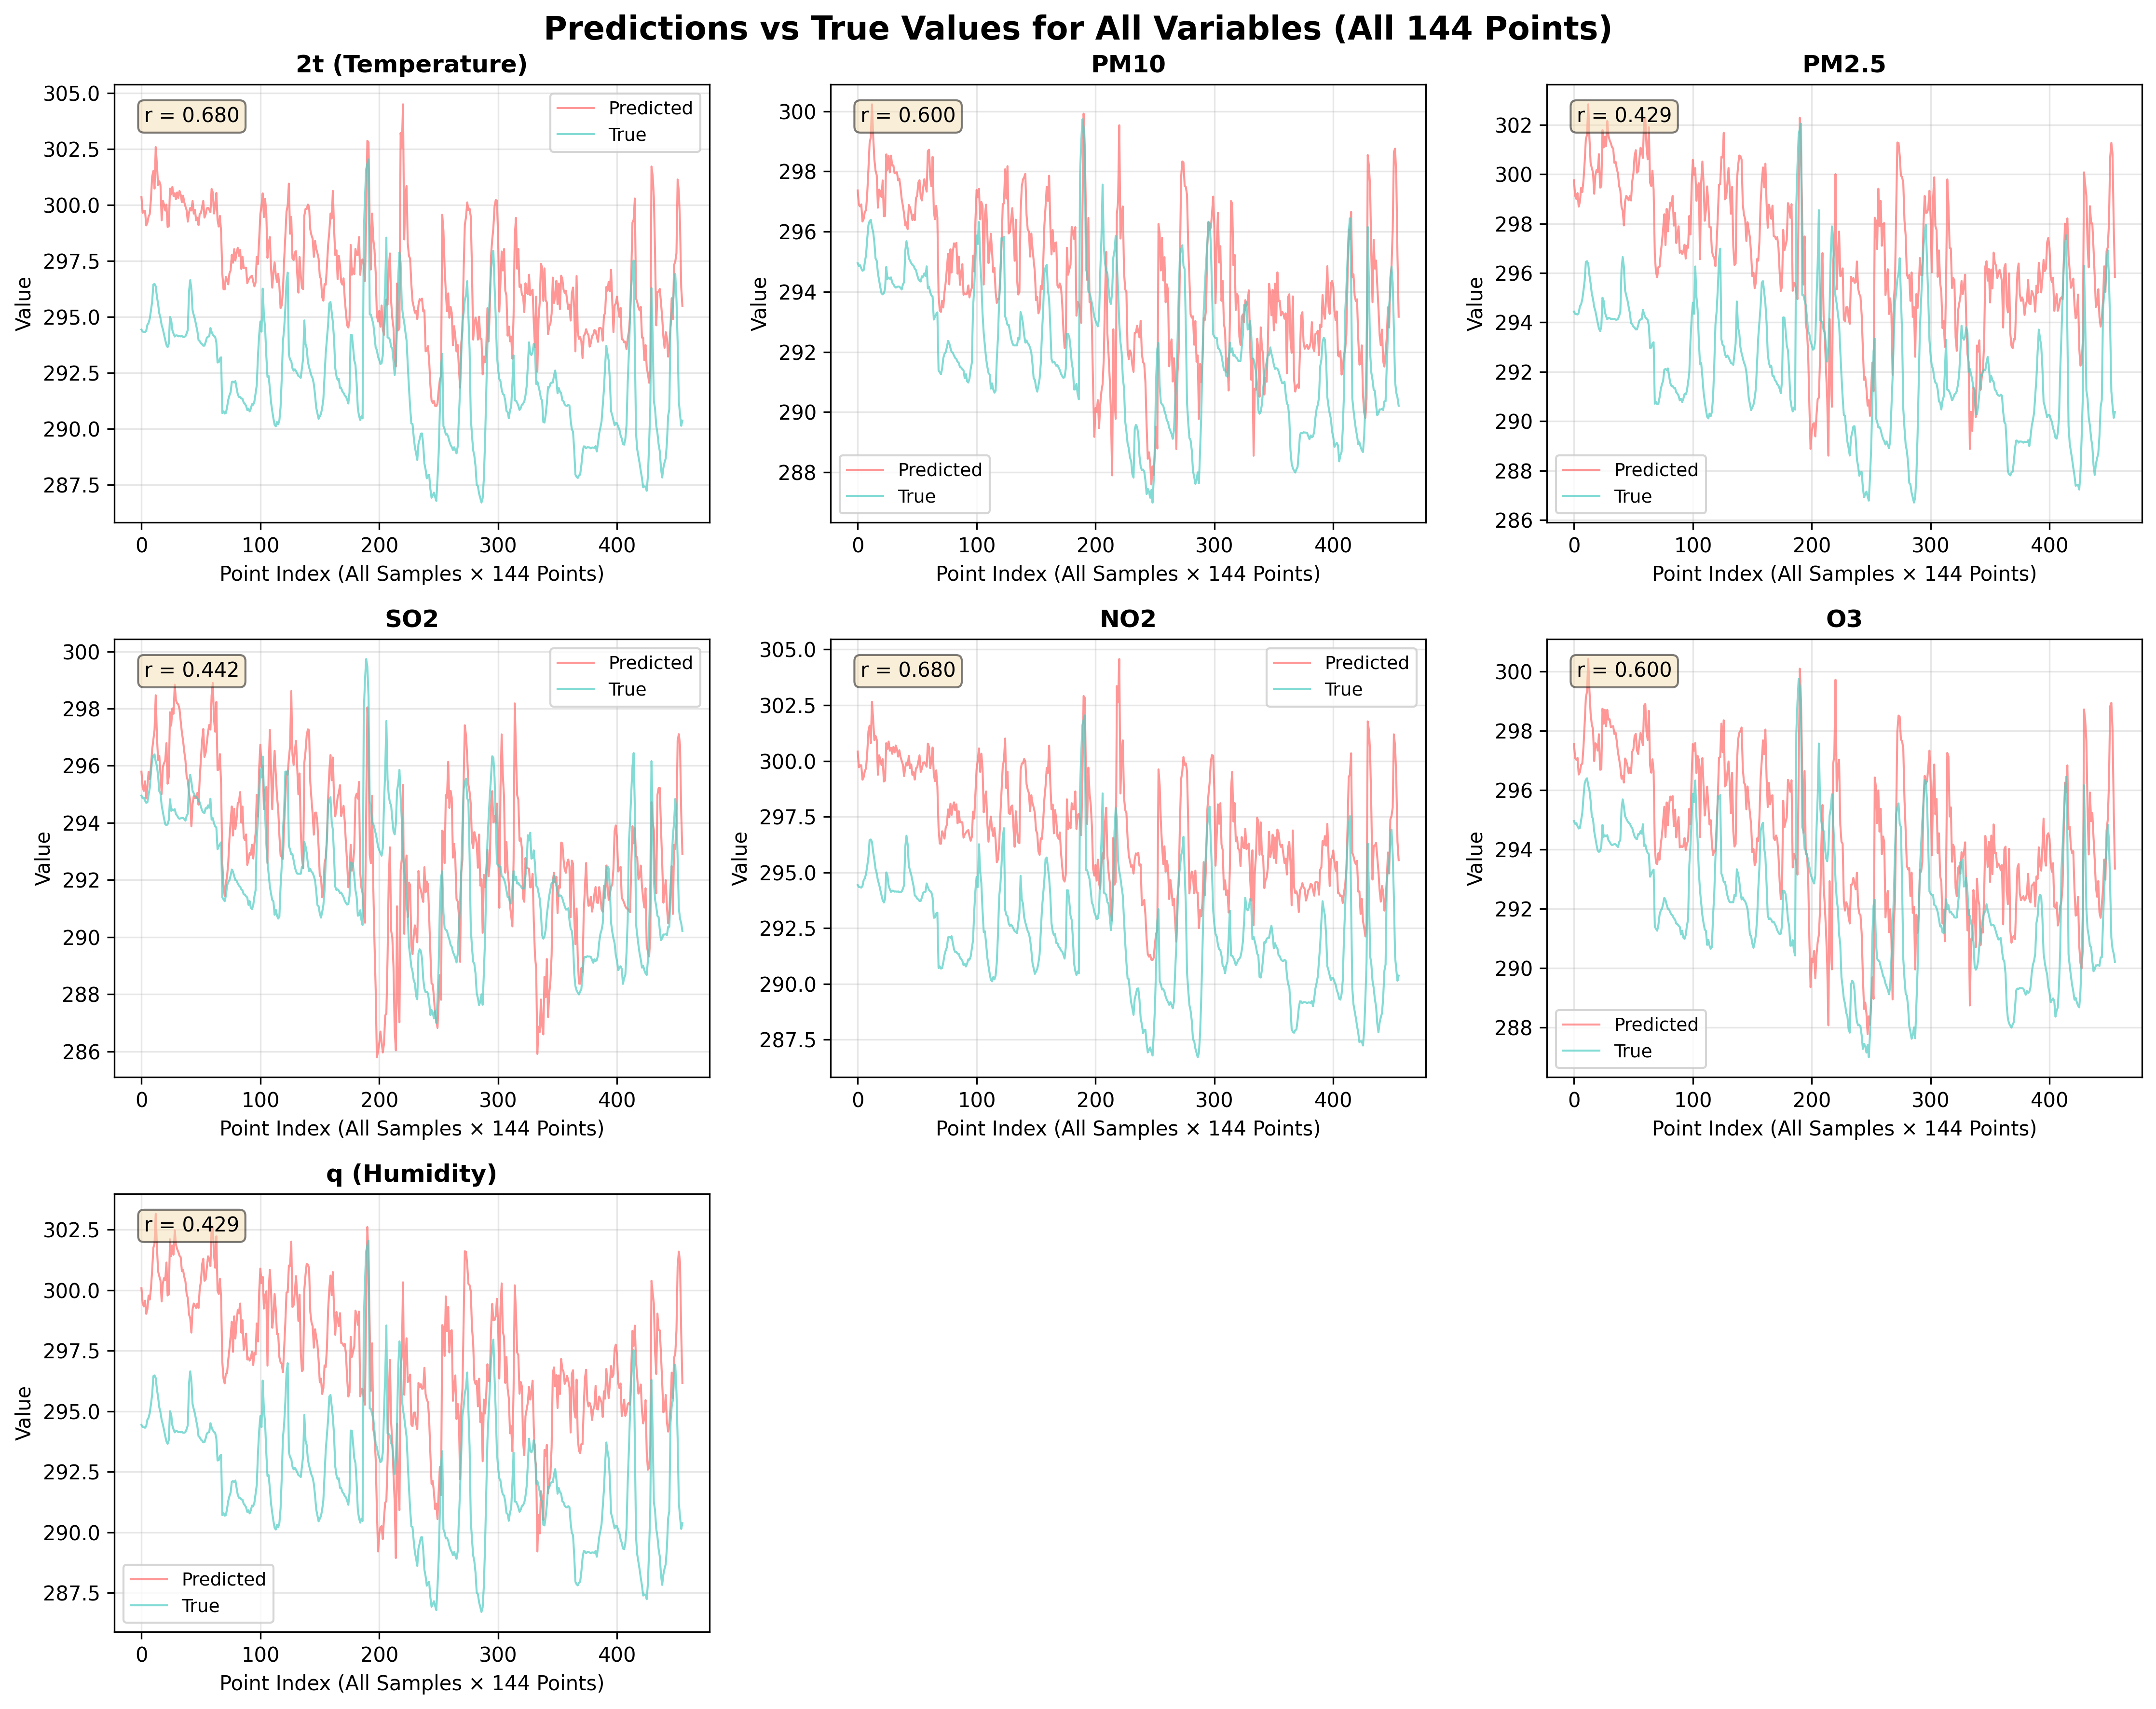 Predictions vs True Values for All Variables (All 144 Points)
2t (Temperature)
r = 0.680
Predicted
True
305.0
302.5
300.0
297.5
295.0
292.5
290.0
287.5
Value
0 100 200 300 400
Point Index (All Samples × 144 Points)
PM10
r = 0.600
300
298
296
294
292
290
288
Value
Predicted
True
0 100 200 300 400
Point Index (All Samples × 144 Points)
PM2.5
r = 0.429
302
300
298
296
294
292
290
288
286
Value
Predicted
True
0 100 200 300 400
Point Index (All Samples × 144 Points)
SO2
r = 0.442
Predicted
True
300
298
296
294
292
290
288
286
Value
0 100 200 300 400
Point Index (All Samples × 144 Points)
NO2
r = 0.680
Predicted
True
305.0
302.5
300.0
297.5
295.0
292.5
290.0
287.5
Value
0 100 200 300 400
Point Index (All Samples × 144 Points)
O3
r = 0.600
300
298
296
294
292
290
288
Value
Predicted
True
0 100 200 300 400
Point Index (All Samples × 144 Points)
q (Humidity)
r = 0.429
302.5
300.0
297.5
295.0
292.5
290.0
287.5
Value
Predicted
True
0 100 200 300 400
Point Index (All Samples × 144 Points)